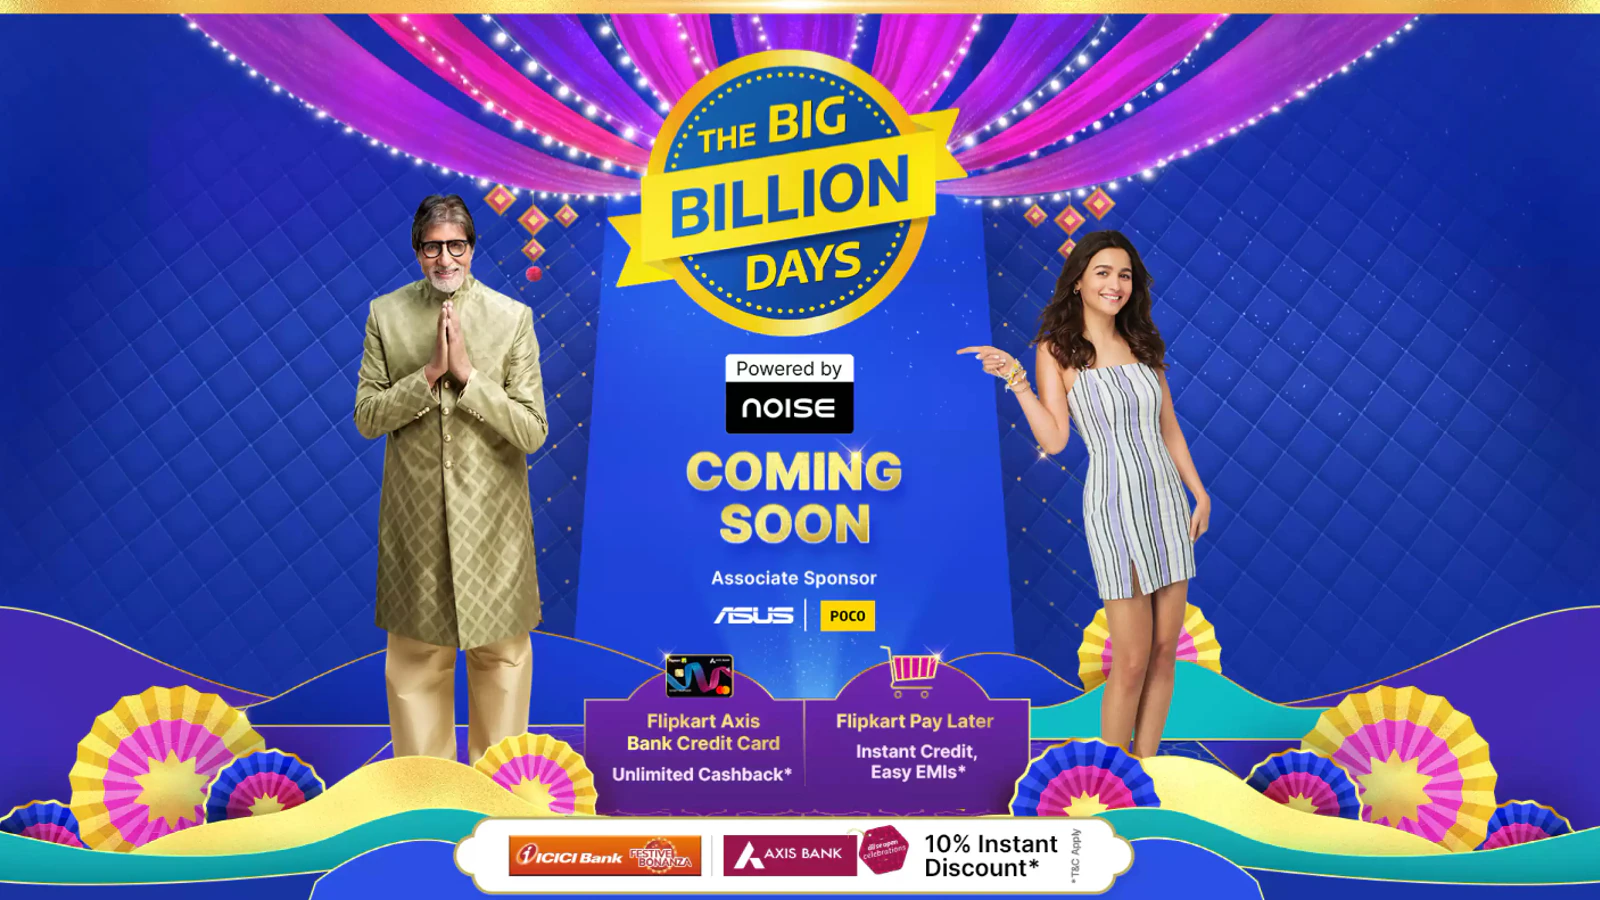 THE BIG
BILLION
DAYS
Powered by
NOISE
COMING
SOON
Associate Sponsor
ASUS
POCO
Flipkart Axis
Bank Credit Card
Unlimited Cashback*
Flipkart Pay Later
Instant Credit,
Easy EMIs*
ICICI Bank
FESTIVE
BONANZA
AXIS BANK
celebrations
10% Instant
Discount*
*T&C Apply